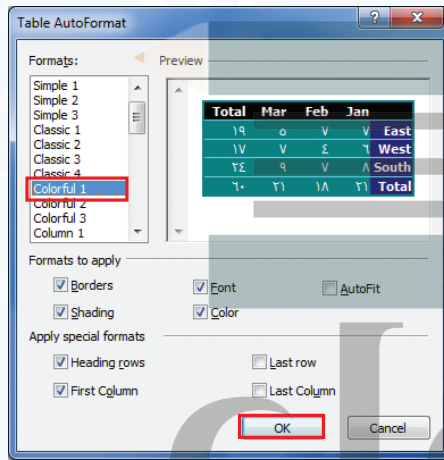 Table AutoFormat
Formats:
Preview
Simple 1
Simple 2
Simple 3
Classic 1
Classic 2
Classic 3
Classic 4
Colorful 1
Colorful 2
Colorful 3
Column 1
Total Mar Feb Jan
١٩ ٥ ٧ ٧ East
١٧ ٧ ٤ ٦ West
٢٤ ٩ ٧ ٨ South
٦٠ ٢١ ١٨ ٢١ Total
Formats to apply
Borders Font AutoFit
Shading Color
Apply special formats
Heading rows Last row
First Column Last Column
OK Cancel